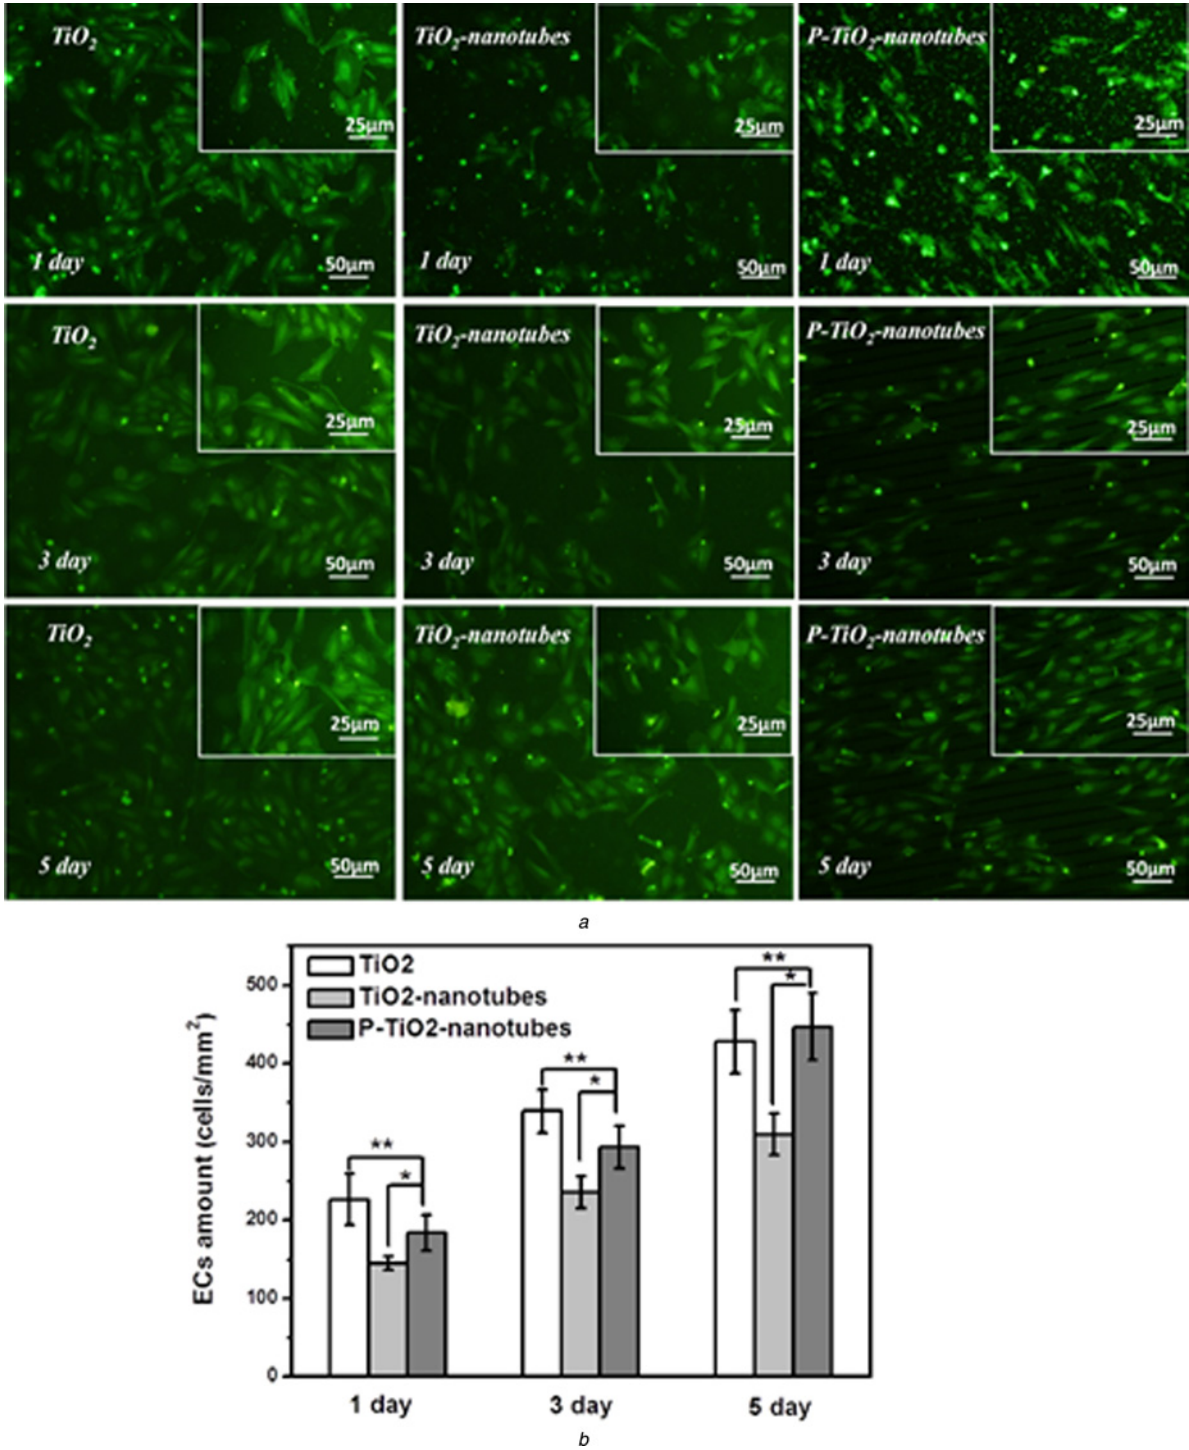 TiO2
25μm
1 day
50μm
TiO2-nanotubes
25μm
1 day
50μm
P-TiO2-nanotubes
25μm
1 day
50μm
TiO2
25μm
3 day
50μm
TiO2-nanotubes
25μm
3 day
50μm
P-TiO2-nanotubes
25μm
3 day
50μm
TiO2
25μm
5 day
50μm
TiO2-nanotubes
25μm
5 day
50μm
P-TiO2-nanotubes
25μm
5 day
50μm
a
ECs amount (cells/mm2)
500
400
300
200
100
0
TiO2
TiO2-nanotubes
P-TiO2-nanotubes
**
*
**
*
**
*
1 day
3 day
5 day
b